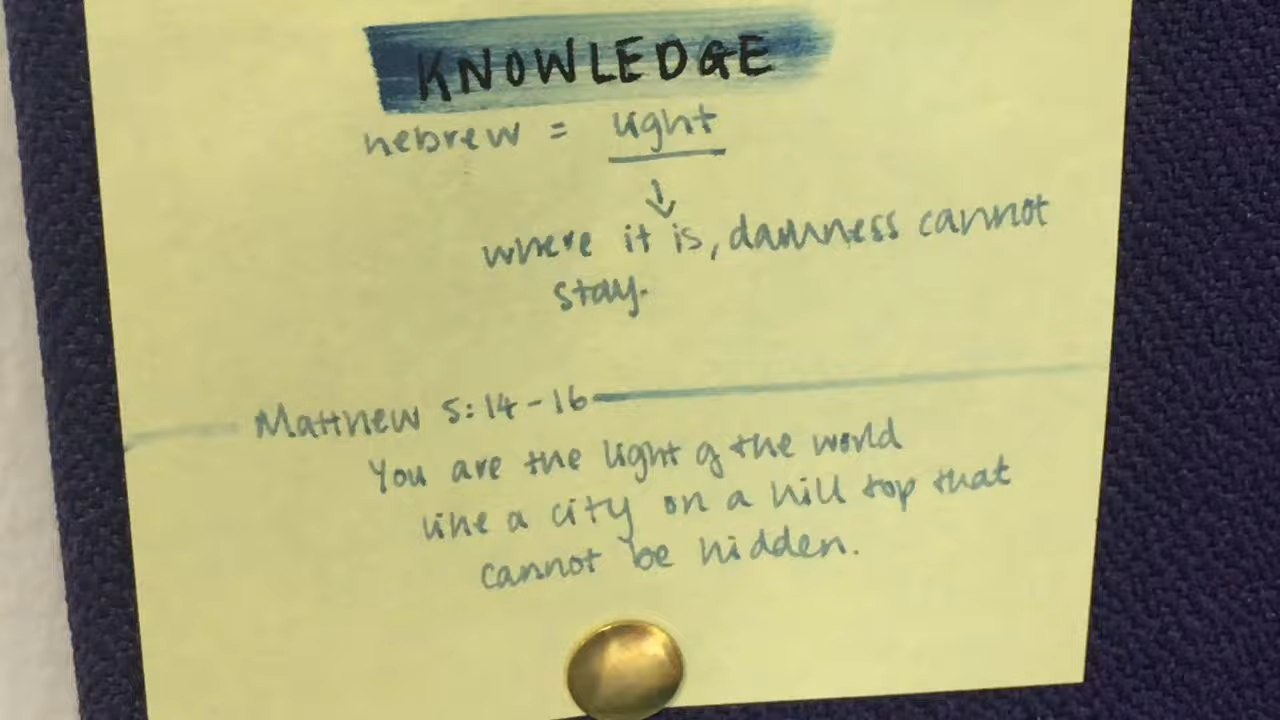 KNOWLEDGE
hebrew = light
↓
where it is, darkness cannot
stay.
Matthew 5:14-16
You are the light of the world
like a city on a hill top that
cannot be hidden.